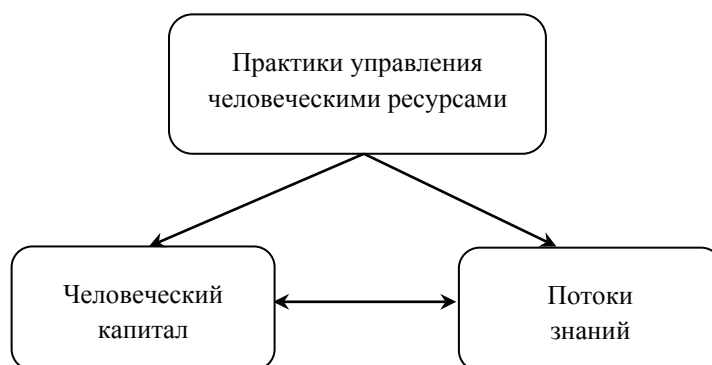 Практики управления
человеческими ресурсами
Человеческий
капитал
Потоки
знаний